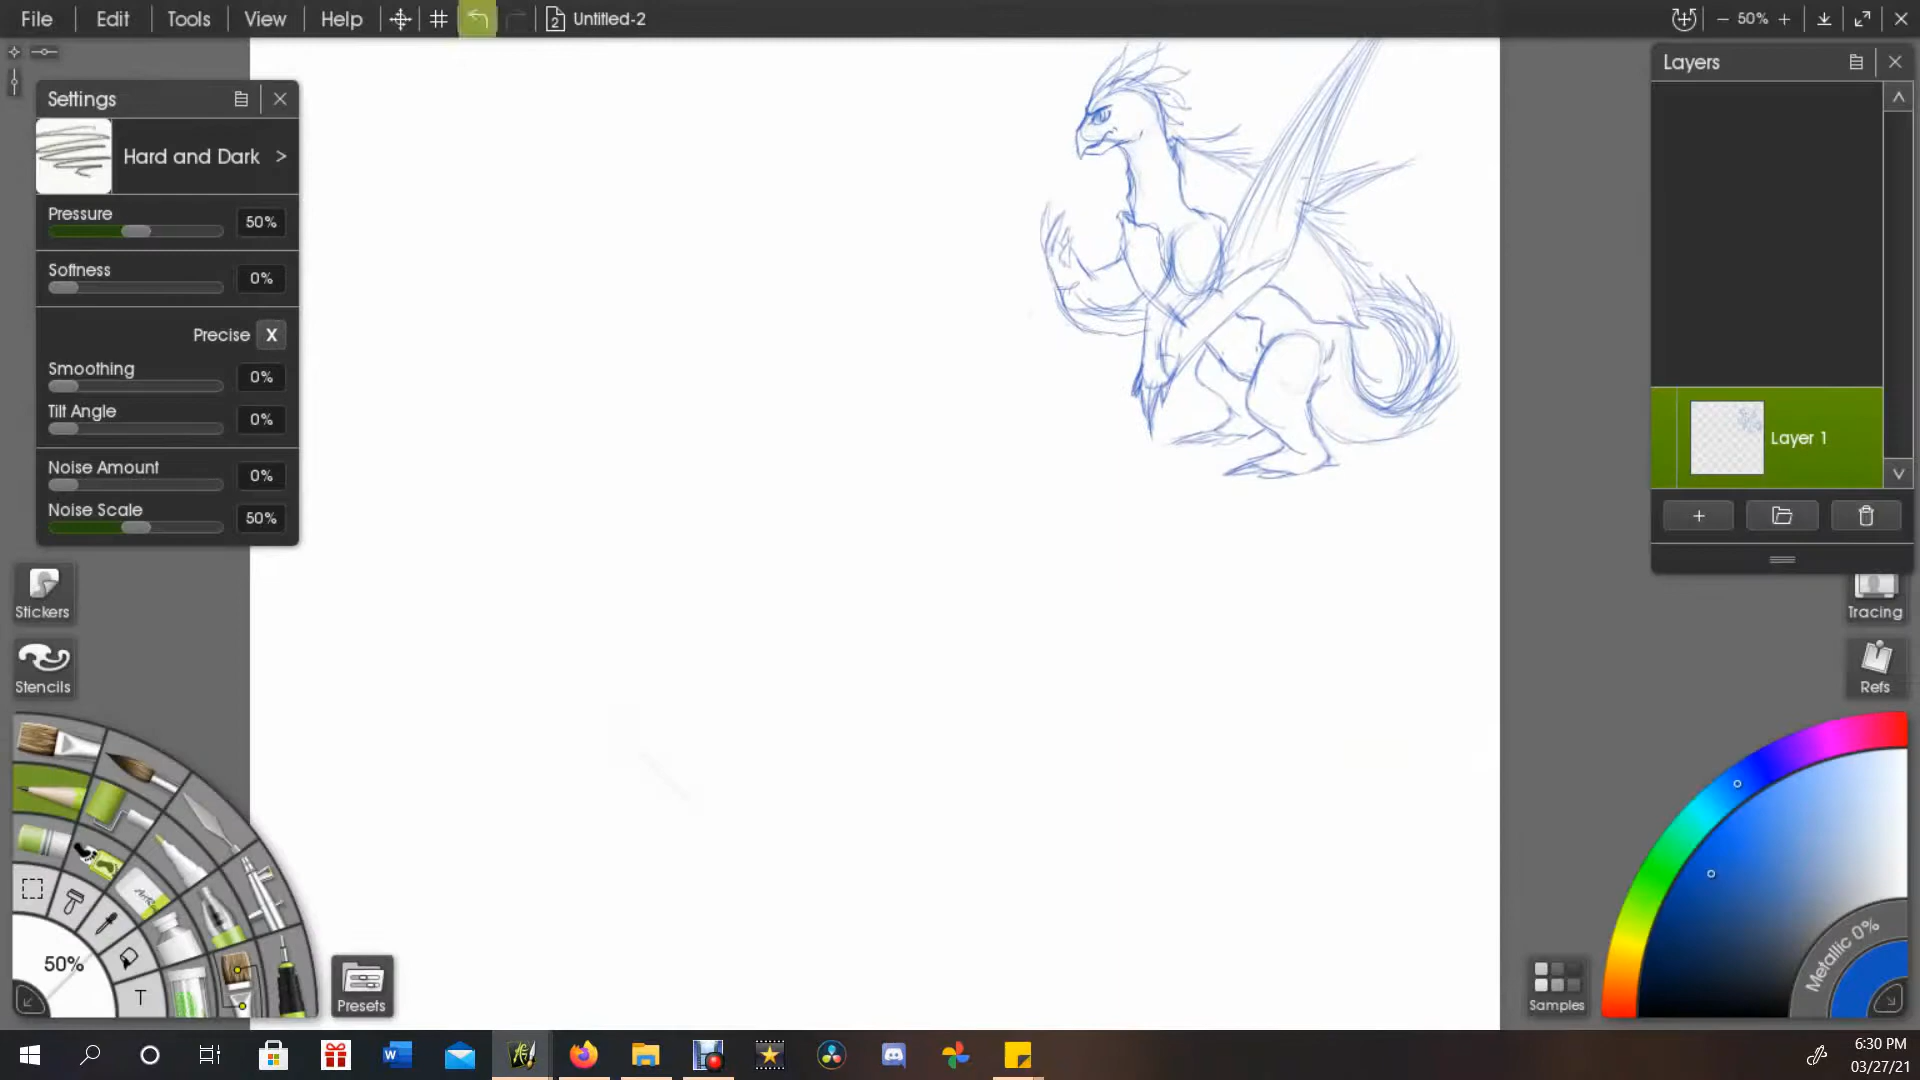 File Edit Tools View Help 2 Untitled-2 50%
Settings
Hard and Dark >
Pressure
50%
Softness
0%
Precise X
Smoothing
0%
Tilt Angle
0%
Noise Amount
0%
Noise Scale
50%
Stickers
Stencils
50%
T
Presets
Layers
Layer 1
Tracing
Refs
Metallic 0%
Samples
6:30 PM
03/27/21